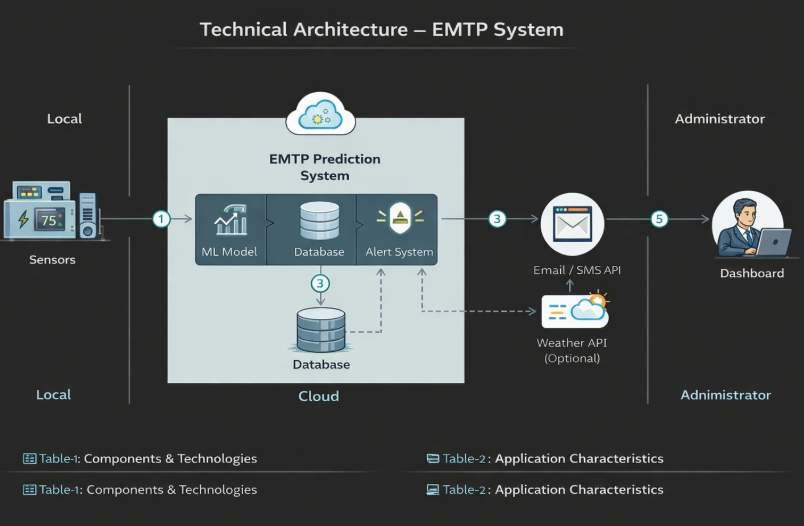 Technical Architecture – EMTP System
Local
Administrator
EMTP Prediction
System
75
1
ML Model
Database
Alert System
3
3
5
Sensors
Email / SMS API
Dashboard
Database
Weather API
(Optional)
Local
Cloud
Adnimistrator
Table-1: Components & Technologies
Table-2: Application Characteristics
Table-1: Components & Technologies
Table-2: Application Characteristics